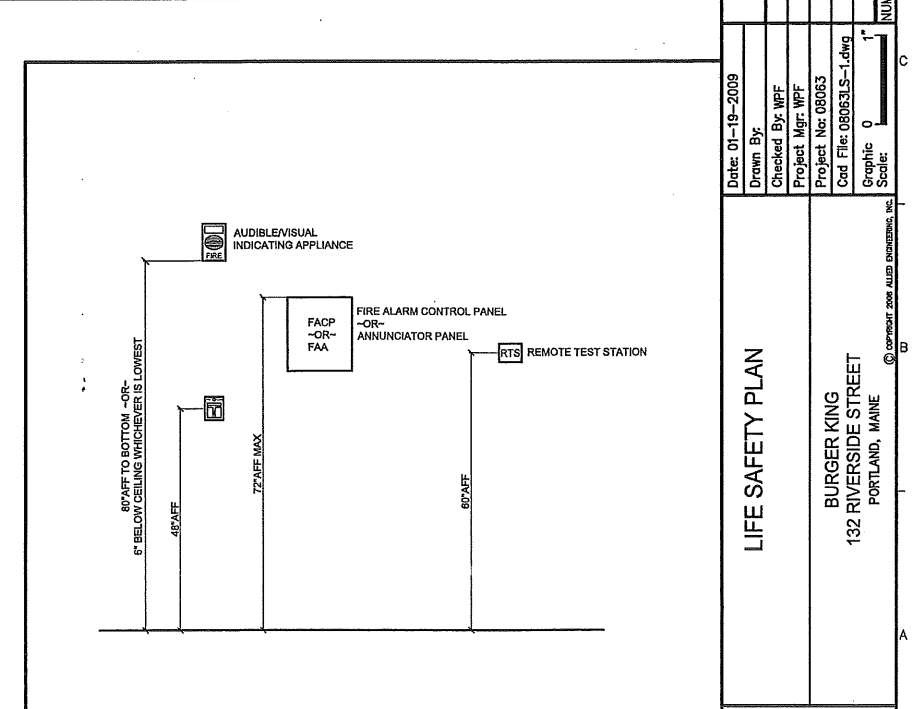 AUDIBLE/VISUAL
INDICATING APPLIANCE
FIRE
80"AFF TO BOTTOM ~OR~
6" BELOW CEILING WHICHEVER IS LOWEST
48"AFF
72"AFF MAX
FACP
~OR~
FAA
FIRE ALARM CONTROL PANEL
~OR~
ANNUNCIATOR PANEL
60"AFF
RTS
REMOTE TEST STATION
NUM
Date: 01-19-2009
Drawn By:
Checked By: WPF
Project Mgr: WPF
Project No: 08063
Cad File: 08063LS-1.dwg
Graphic
Scale:
0
1"
LIFE SAFETY PLAN
BURGER KING
132 RIVERSIDE STREET
PORTLAND, MAINE
© COPYRIGHT 2008 ALLIED ENGINEERING, INC.
C
B
A